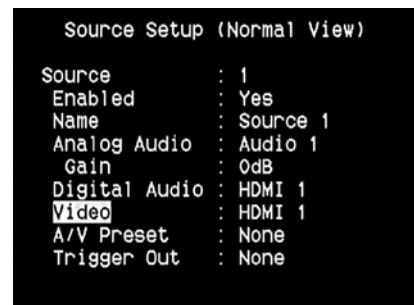 Source Setup (Normal View)
Source : 1
Enabled : Yes
Name : Source 1
Analog Audio : Audio 1
Gain : 0dB
Digital Audio : HDMI 1
Video : HDMI 1
A/V Preset : None
Trigger Out : None